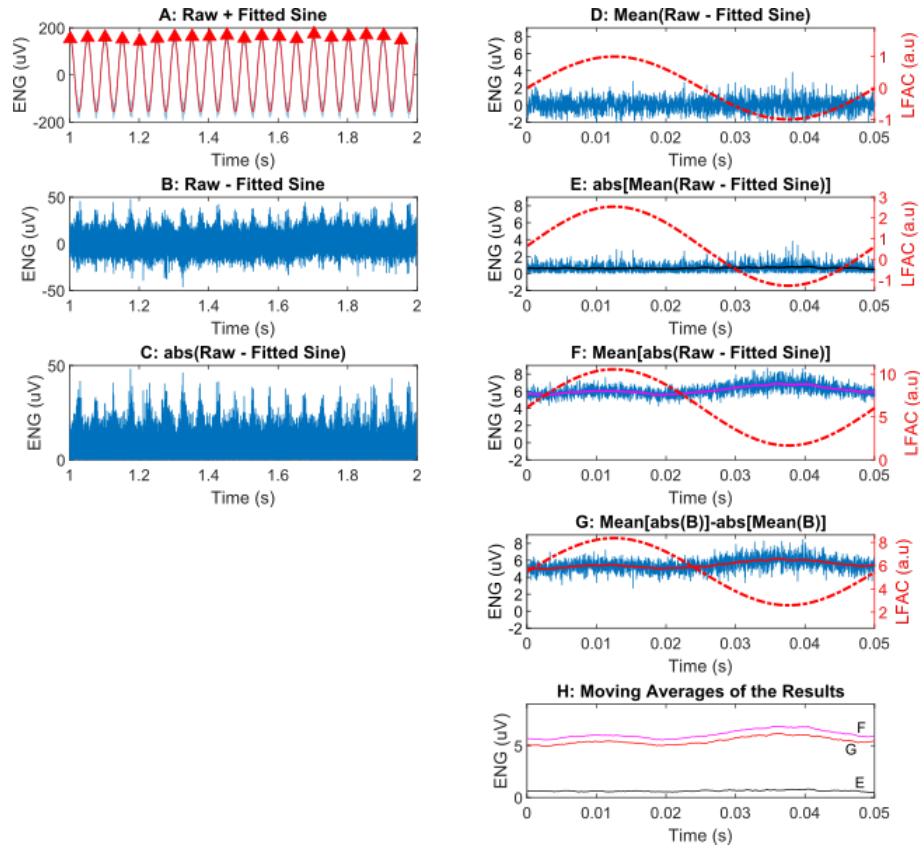 A: Raw + Fitted Sine
200
0
-200
ENG (uV)
1 1.2 1.4 1.6 1.8 2
Time (s)
B: Raw - Fitted Sine
50
0
-50
ENG (uV)
1 1.2 1.4 1.6 1.8 2
Time (s)
C: abs(Raw - Fitted Sine)
50
0
ENG (uV)
1 1.2 1.4 1.6 1.8 2
Time (s)
D: Mean(Raw - Fitted Sine)
8
6
4
2
0
-2
ENG (uV)
1
0
-1
LFAC (a.u)
0 0.01 0.02 0.03 0.04 0.05
Time (s)
E: abs[Mean(Raw - Fitted Sine)]
8
6
4
2
0
-2
ENG (uV)
3
2
1
0
-1
LFAC (a.u)
0 0.01 0.02 0.03 0.04 0.05
Time (s)
F: Mean[abs(Raw - Fitted Sine)]
8
6
4
2
0
-2
ENG (uV)
10
5
0
LFAC (a.u)
0 0.01 0.02 0.03 0.04 0.05
Time (s)
G: Mean[abs(B)]-abs[Mean(B)]
8
6
4
2
0
-2
ENG (uV)
8
6
4
2
LFAC (a.u)
0 0.01 0.02 0.03 0.04 0.05
Time (s)
H: Moving Averages of the Results
5
0
ENG (uV)
F
G
E
0 0.01 0.02 0.03 0.04 0.05
Time (s)